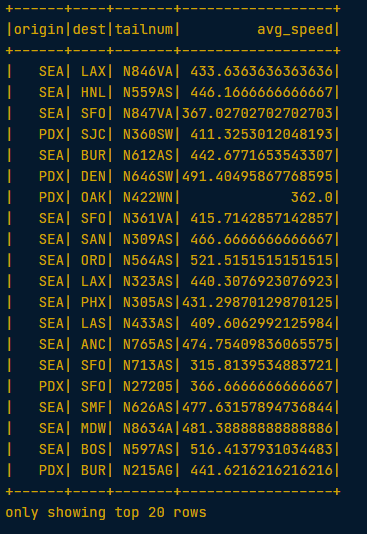 +------+----+-------+------------------+
|origin|dest|tailnum|         avg_speed|
+------+----+-------+------------------+
|   SEA| LAX| N846VA| 433.6363636363636|
|   SEA| HNL| N559AS| 446.1666666666667|
|   SEA| SFO| N847VA|367.02702702702703|
|   PDX| SJC| N360SW| 411.3253012048193|
|   SEA| BUR| N612AS| 442.6771653543307|
|   PDX| DEN| N646SW|491.40495867768595|
|   PDX| OAK| N422WN|             362.0|
|   SEA| SFO| N361VA| 415.7142857142857|
|   SEA| SAN| N309AS| 466.6666666666667|
|   SEA| ORD| N564AS| 521.5151515151515|
|   SEA| LAX| N323AS| 440.3076923076923|
|   SEA| PHX| N305AS|431.29870129870125|
|   SEA| LAS| N433AS| 409.6062992125984|
|   SEA| ANC| N765AS|474.75409836065575|
|   SEA| SFO| N713AS| 315.8139534883721|
|   PDX| SFO| N27205| 366.6666666666667|
|   SEA| SMF| N626AS|477.63157894736844|
|   SEA| MDW| N8634A|481.38888888888886|
|   SEA| BOS| N597AS| 516.4137931034483|
|   PDX| BUR| N215AG| 441.6216216216216|
+------+----+-------+------------------+
only showing top 20 rows